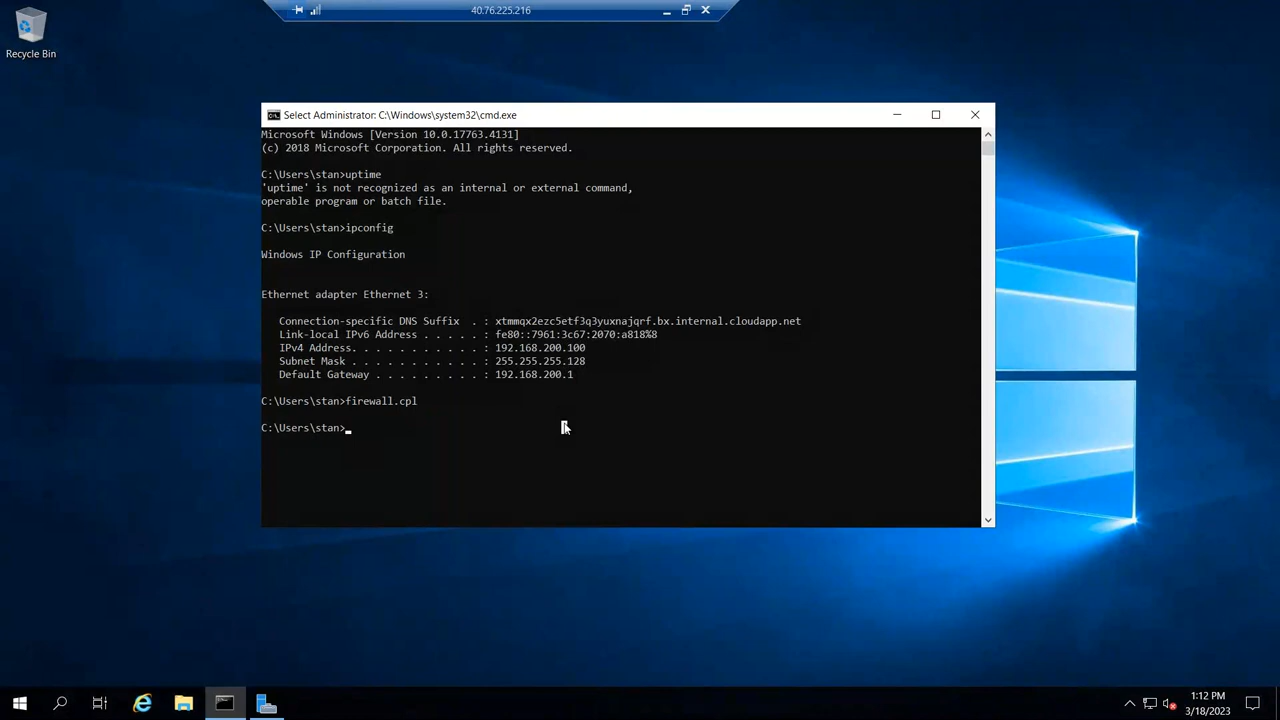 40.76.225.216
Recycle Bin
Select Administrator: C:\Windows\system32\cmd.exe
Microsoft Windows [Version 10.0.17763.4131]
(c) 2018 Microsoft Corporation. All rights reserved.
C:\Users\stan>uptime
'uptime' is not recognized as an internal or external command,
operable program or batch file.
C:\Users\stan>ipconfig
Windows IP Configuration
Ethernet adapter Ethernet 3:
Connection-specific DNS Suffix  . : xtmmqx2ezc5etf3q3yuxnajqrf.bx.internal.cloudapp.net
Link-local IPv6 Address . . . . . : fe80::7961:3c67:2070:a818%8
IPv4 Address. . . . . . . . . . . : 192.168.200.100
Subnet Mask . . . . . . . . . . . : 255.255.255.128
Default Gateway . . . . . . . . . : 192.168.200.1
C:\Users\stan>firewall.cpl
C:\Users\stan>
1:12 PM
3/18/2023